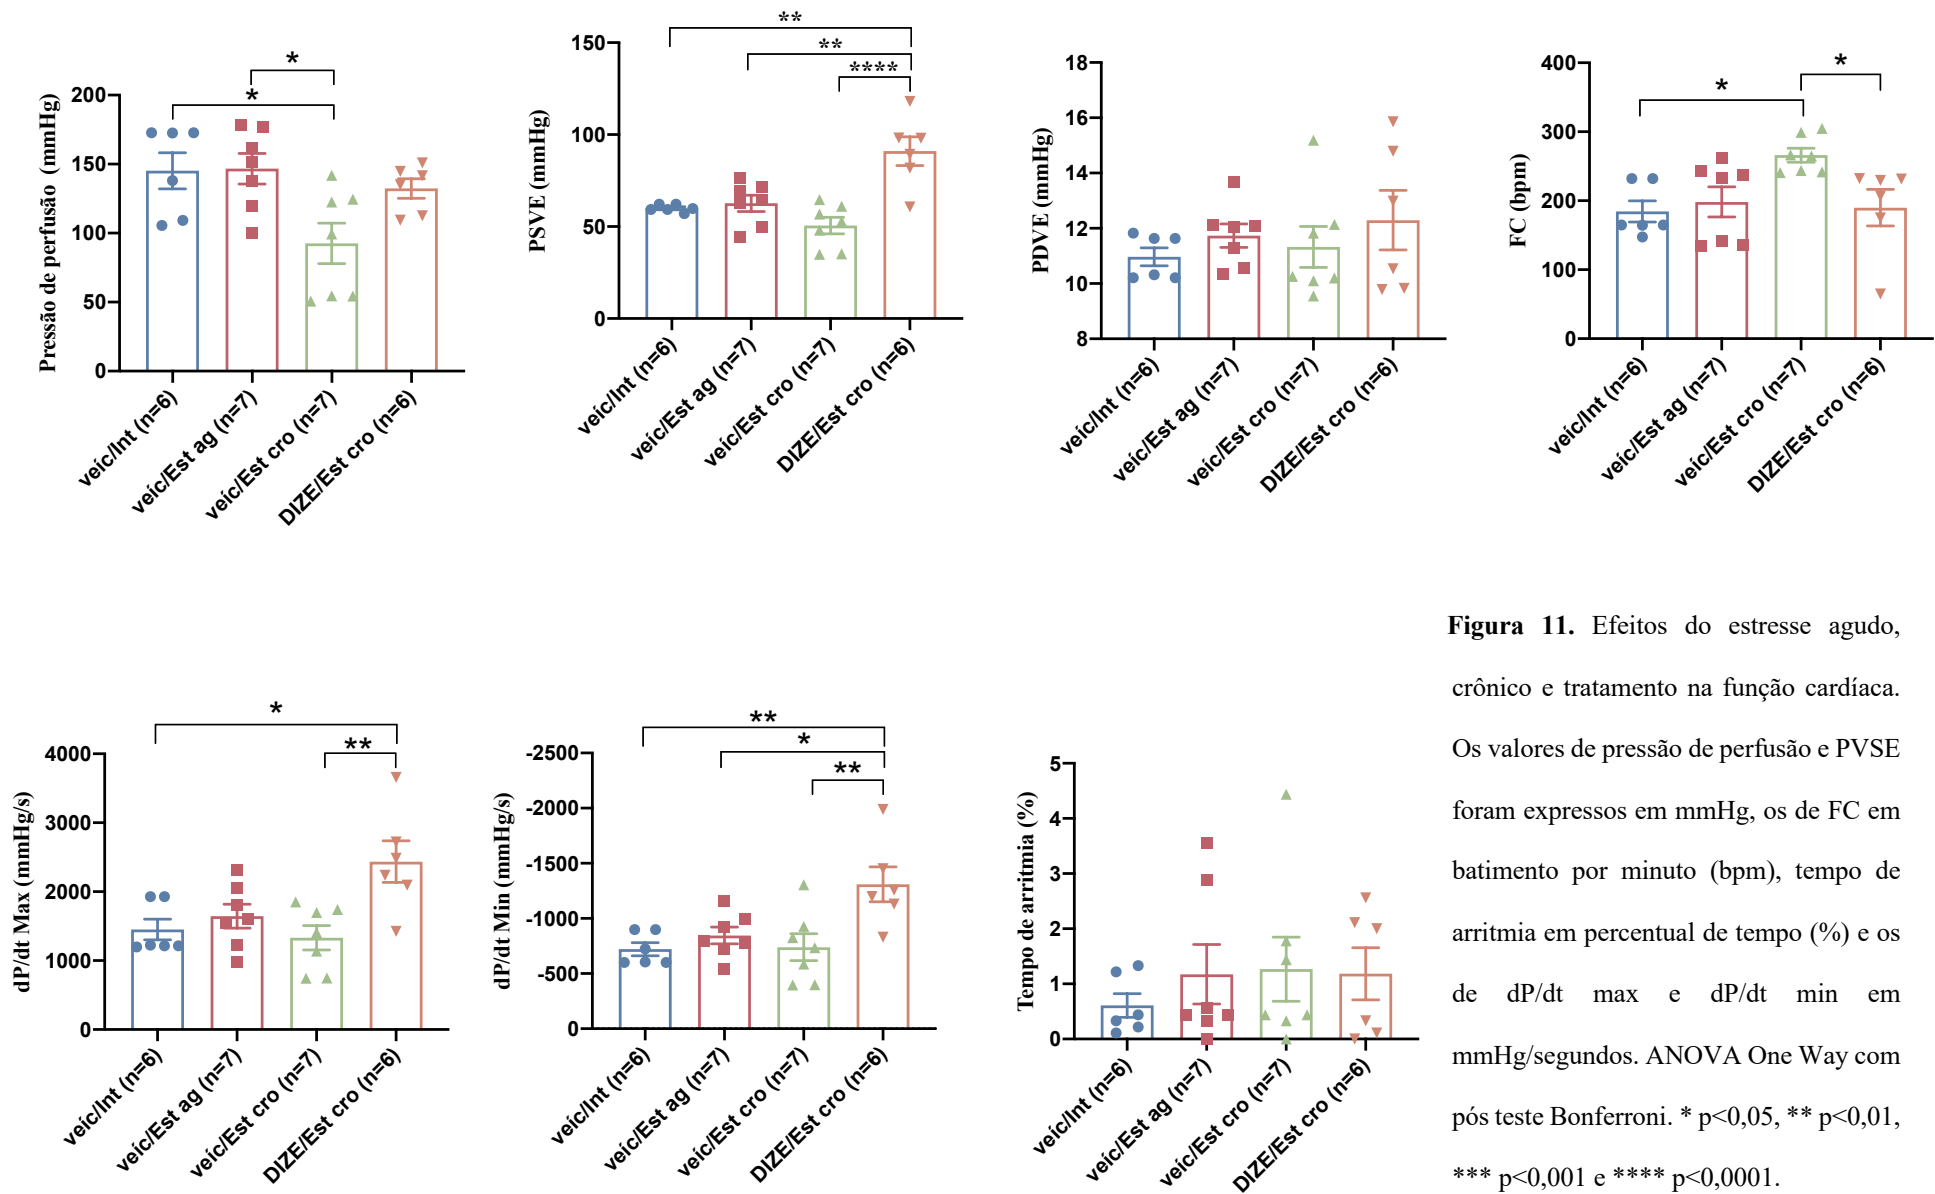 Pressão de perfusão (mmHg)
200
150
100
50
0
*
*
veíc/Int (n=6)
veíc/Est ag (n=7)
veíc/Est cro (n=7)
DIZE/Est cro (n=6)
PSVE (mmHg)
150
100
50
0
**
**
****
veíc/Int (n=6)
veíc/Est ag (n=7)
veíc/Est cro (n=7)
DIZE/Est cro (n=6)
PDVE (mmHg)
18
16
14
12
10
8
veíc/Int (n=6)
veíc/Est ag (n=7)
veíc/Est cro (n=7)
DIZE/Est cro (n=6)
FC (bpm)
400
300
200
100
0
*
*
veíc/Int (n=6)
veíc/Est ag (n=7)
veíc/Est cro (n=7)
DIZE/Est cro (n=6)
dP/dt Max (mmHg/s)
4000
3000
2000
1000
0
*
**
veíc/Int (n=6)
veíc/Est ag (n=7)
veíc/Est cro (n=7)
DIZE/Est cro (n=6)
dP/dt Min (mmHg/s)
-2500
-2000
-1500
-1000
-500
0
**
*
**
veíc/Int (n=6)
veíc/Est ag (n=7)
veíc/Est cro (n=7)
DIZE/Est cro (n=6)
Tempo de arritmia (%)
5
4
3
2
1
0
veíc/Int (n=6)
veíc/Est ag (n=7)
veíc/Est cro (n=7)
DIZE/Est cro (n=6)
Figura 11. Efeitos do estresse agudo,
crônico e tratamento na função cardíaca.
Os valores de pressão de perfusão e PVSE
foram expressos em mmHg, os de FC em
batimento por minuto (bpm), tempo de
arritmia em percentual de tempo (%) e os
de dP/dt max e dP/dt min em
mmHg/segundos. ANOVA One Way com
pós teste Bonferroni. * p<0,05, ** p<0,01,
*** p<0,001 e **** p<0,0001.